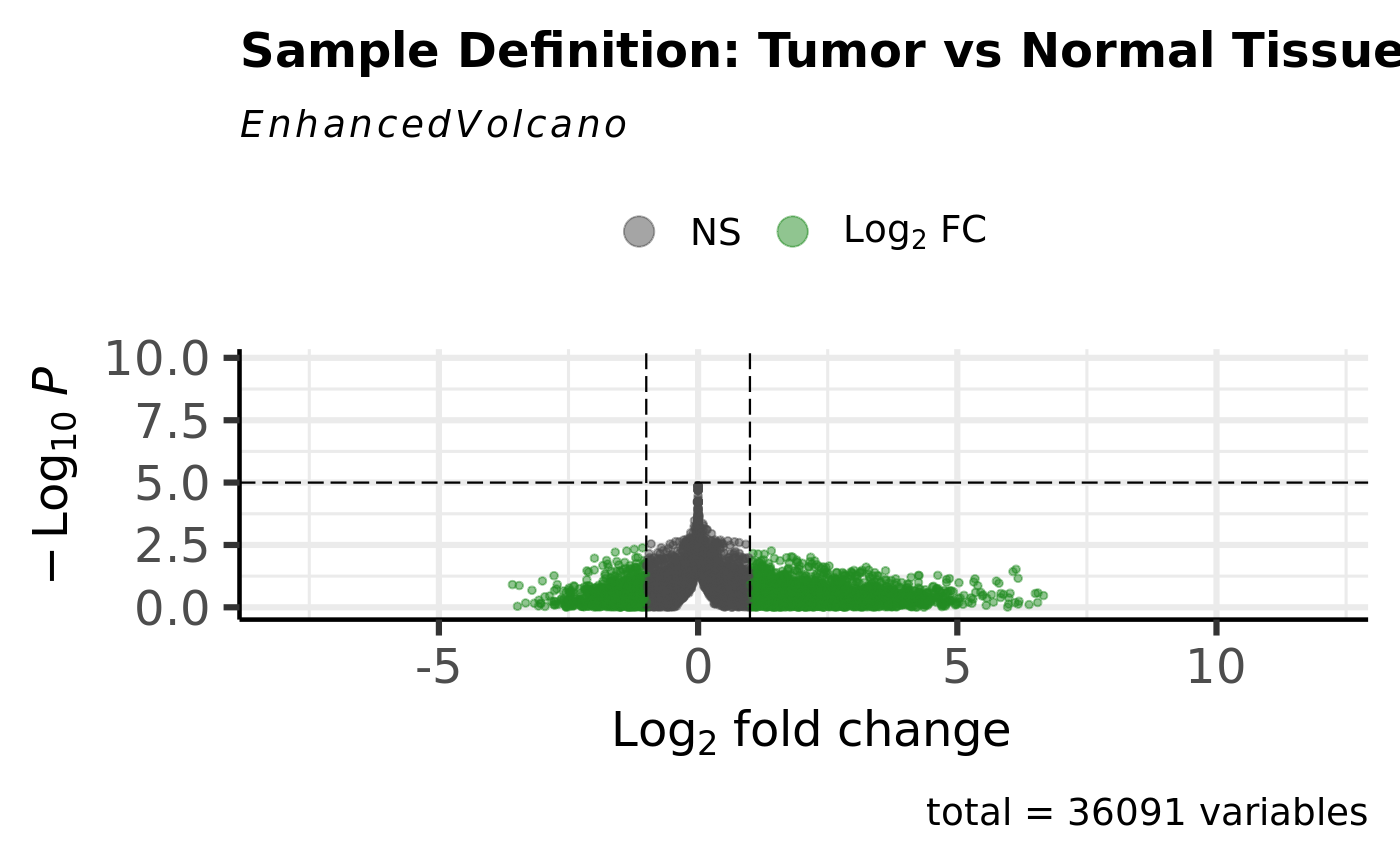 Sample Definition: Tumor vs Normal Tissue
EnhancedVolcano
NS Log₂ FC
10.0
7.5
5.0
2.5
0.0
− Log₁₀ P
-5 0 5 10
Log₂ fold change
total = 36091 variables